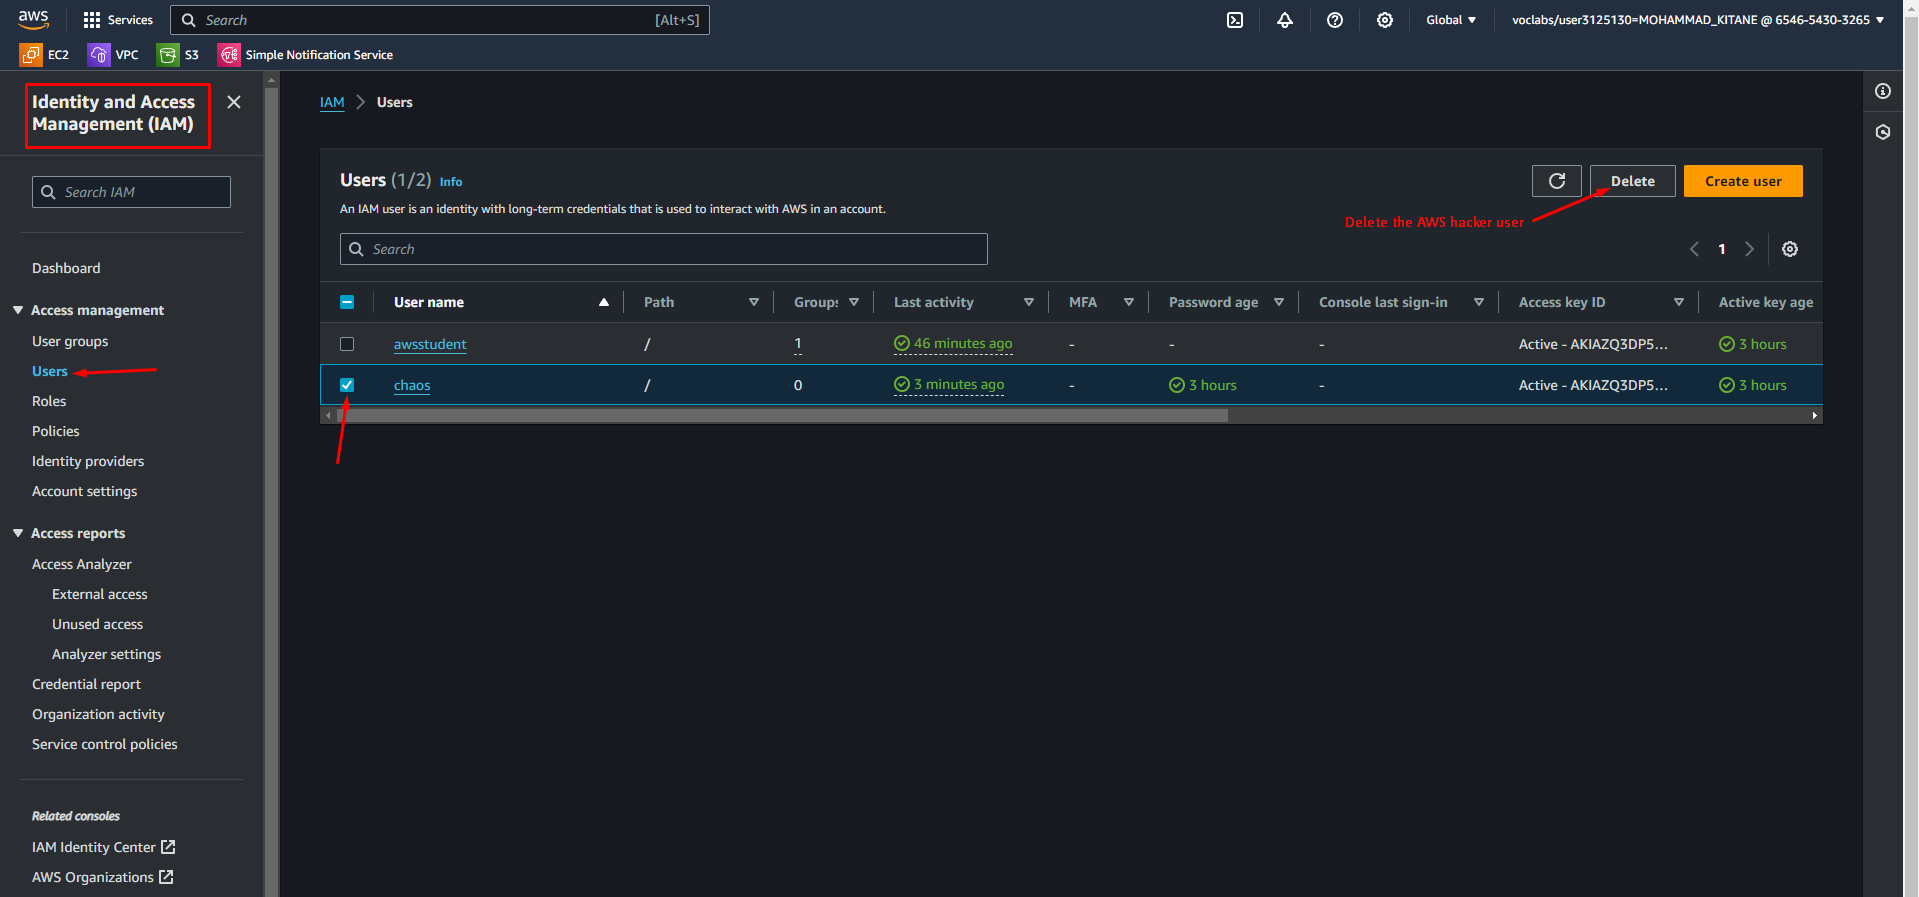 aws
Services
Search
[Alt+S]
Global
voclabs/user3125130=MOHAMMAD_KITANE @ 6546-5430-3265
EC2
VPC
S3
Simple Notification Service
Identity and Access
Management (IAM)
Search IAM
Dashboard
Access management
User groups
Users
Roles
Policies
Identity providers
Account settings
Access reports
Access Analyzer
External access
Unused access
Analyzer settings
Credential report
Organization activity
Service control policies
Related consoles
IAM Identity Center
AWS Organizations
IAM > Users
Users (1/2) Info
An IAM user is an identity with long-term credentials that is used to interact with AWS in an account.
Delete
Create user
Delete the AWS hacker user
Search
1
User name Path Groups Last activity MFA Password age Console last sign-in Access key ID Active key age
awsstudent / 1 46 minutes ago - - - Active - AKIAZQ3DP5... 3 hours
chaos / 0 3 minutes ago - 3 hours - Active - AKIAZQ3DP5... 3 hours